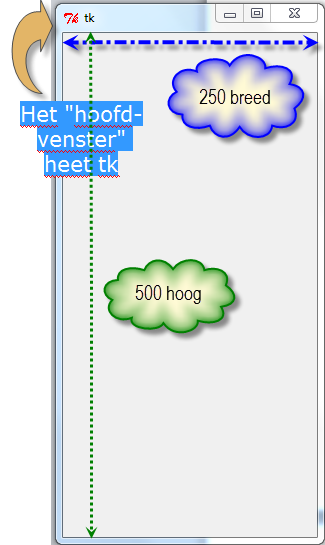 tk
250 breed
Het "hoofd-
venster"
heet tk
500 hoog